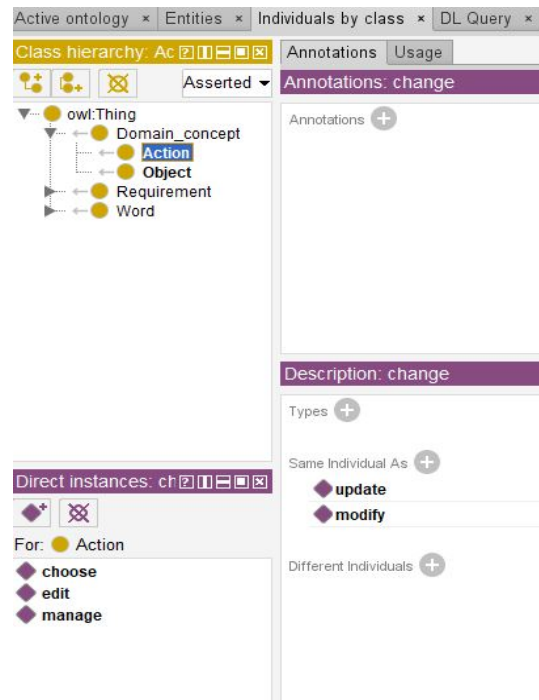 Active ontology × Entities × Individuals by class × DL Query ×
Class hierarchy: Ac
Asserted
owl:Thing
Domain_concept
Action
Object
Requirement
Word
Direct instances: ch
For: Action
choose
edit
manage
Annotations Usage
Annotations: change
Annotations
Description: change
Types
Same Individual As
update
modify
Different Individuals